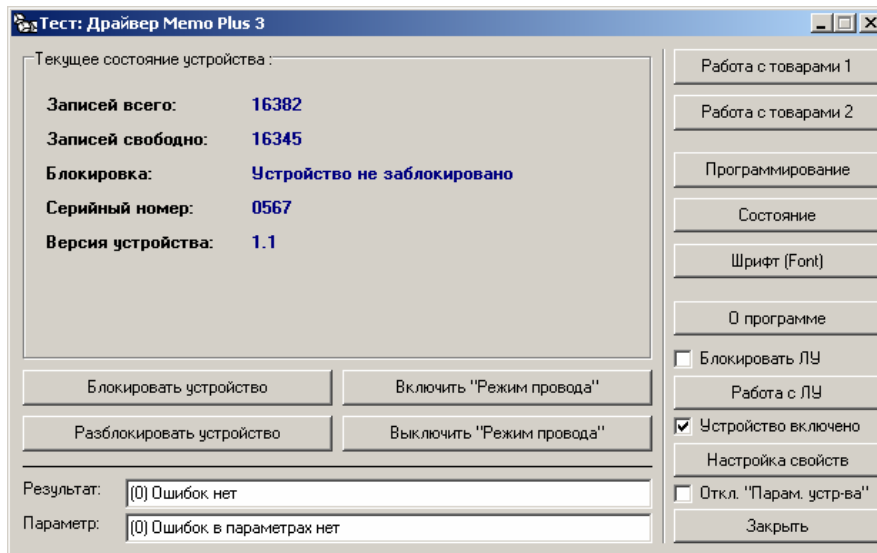 Тест: Драйвер Memo Plus 3
Текущее состояние устройства :
Записей всего: 16382
Записей свободно: 16345
Блокировка: Устройство не заблокировано
Серийный номер: 0567
Версия устройства: 1.1
Блокировать устройство
Включить "Режим провода"
Разблокировать устройство
Выключить "Режим провода"
Результат: (0) Ошибок нет
Параметр: (0) Ошибок в параметрах нет
Работа с товарами 1
Работа с товарами 2
Программирование
Состояние
Шрифт (Font)
О программе
Блокировать ЛУ
Работа с ЛУ
Устройство включено
Настройка свойств
Откл. "Парам. устр-ва"
Закрыть